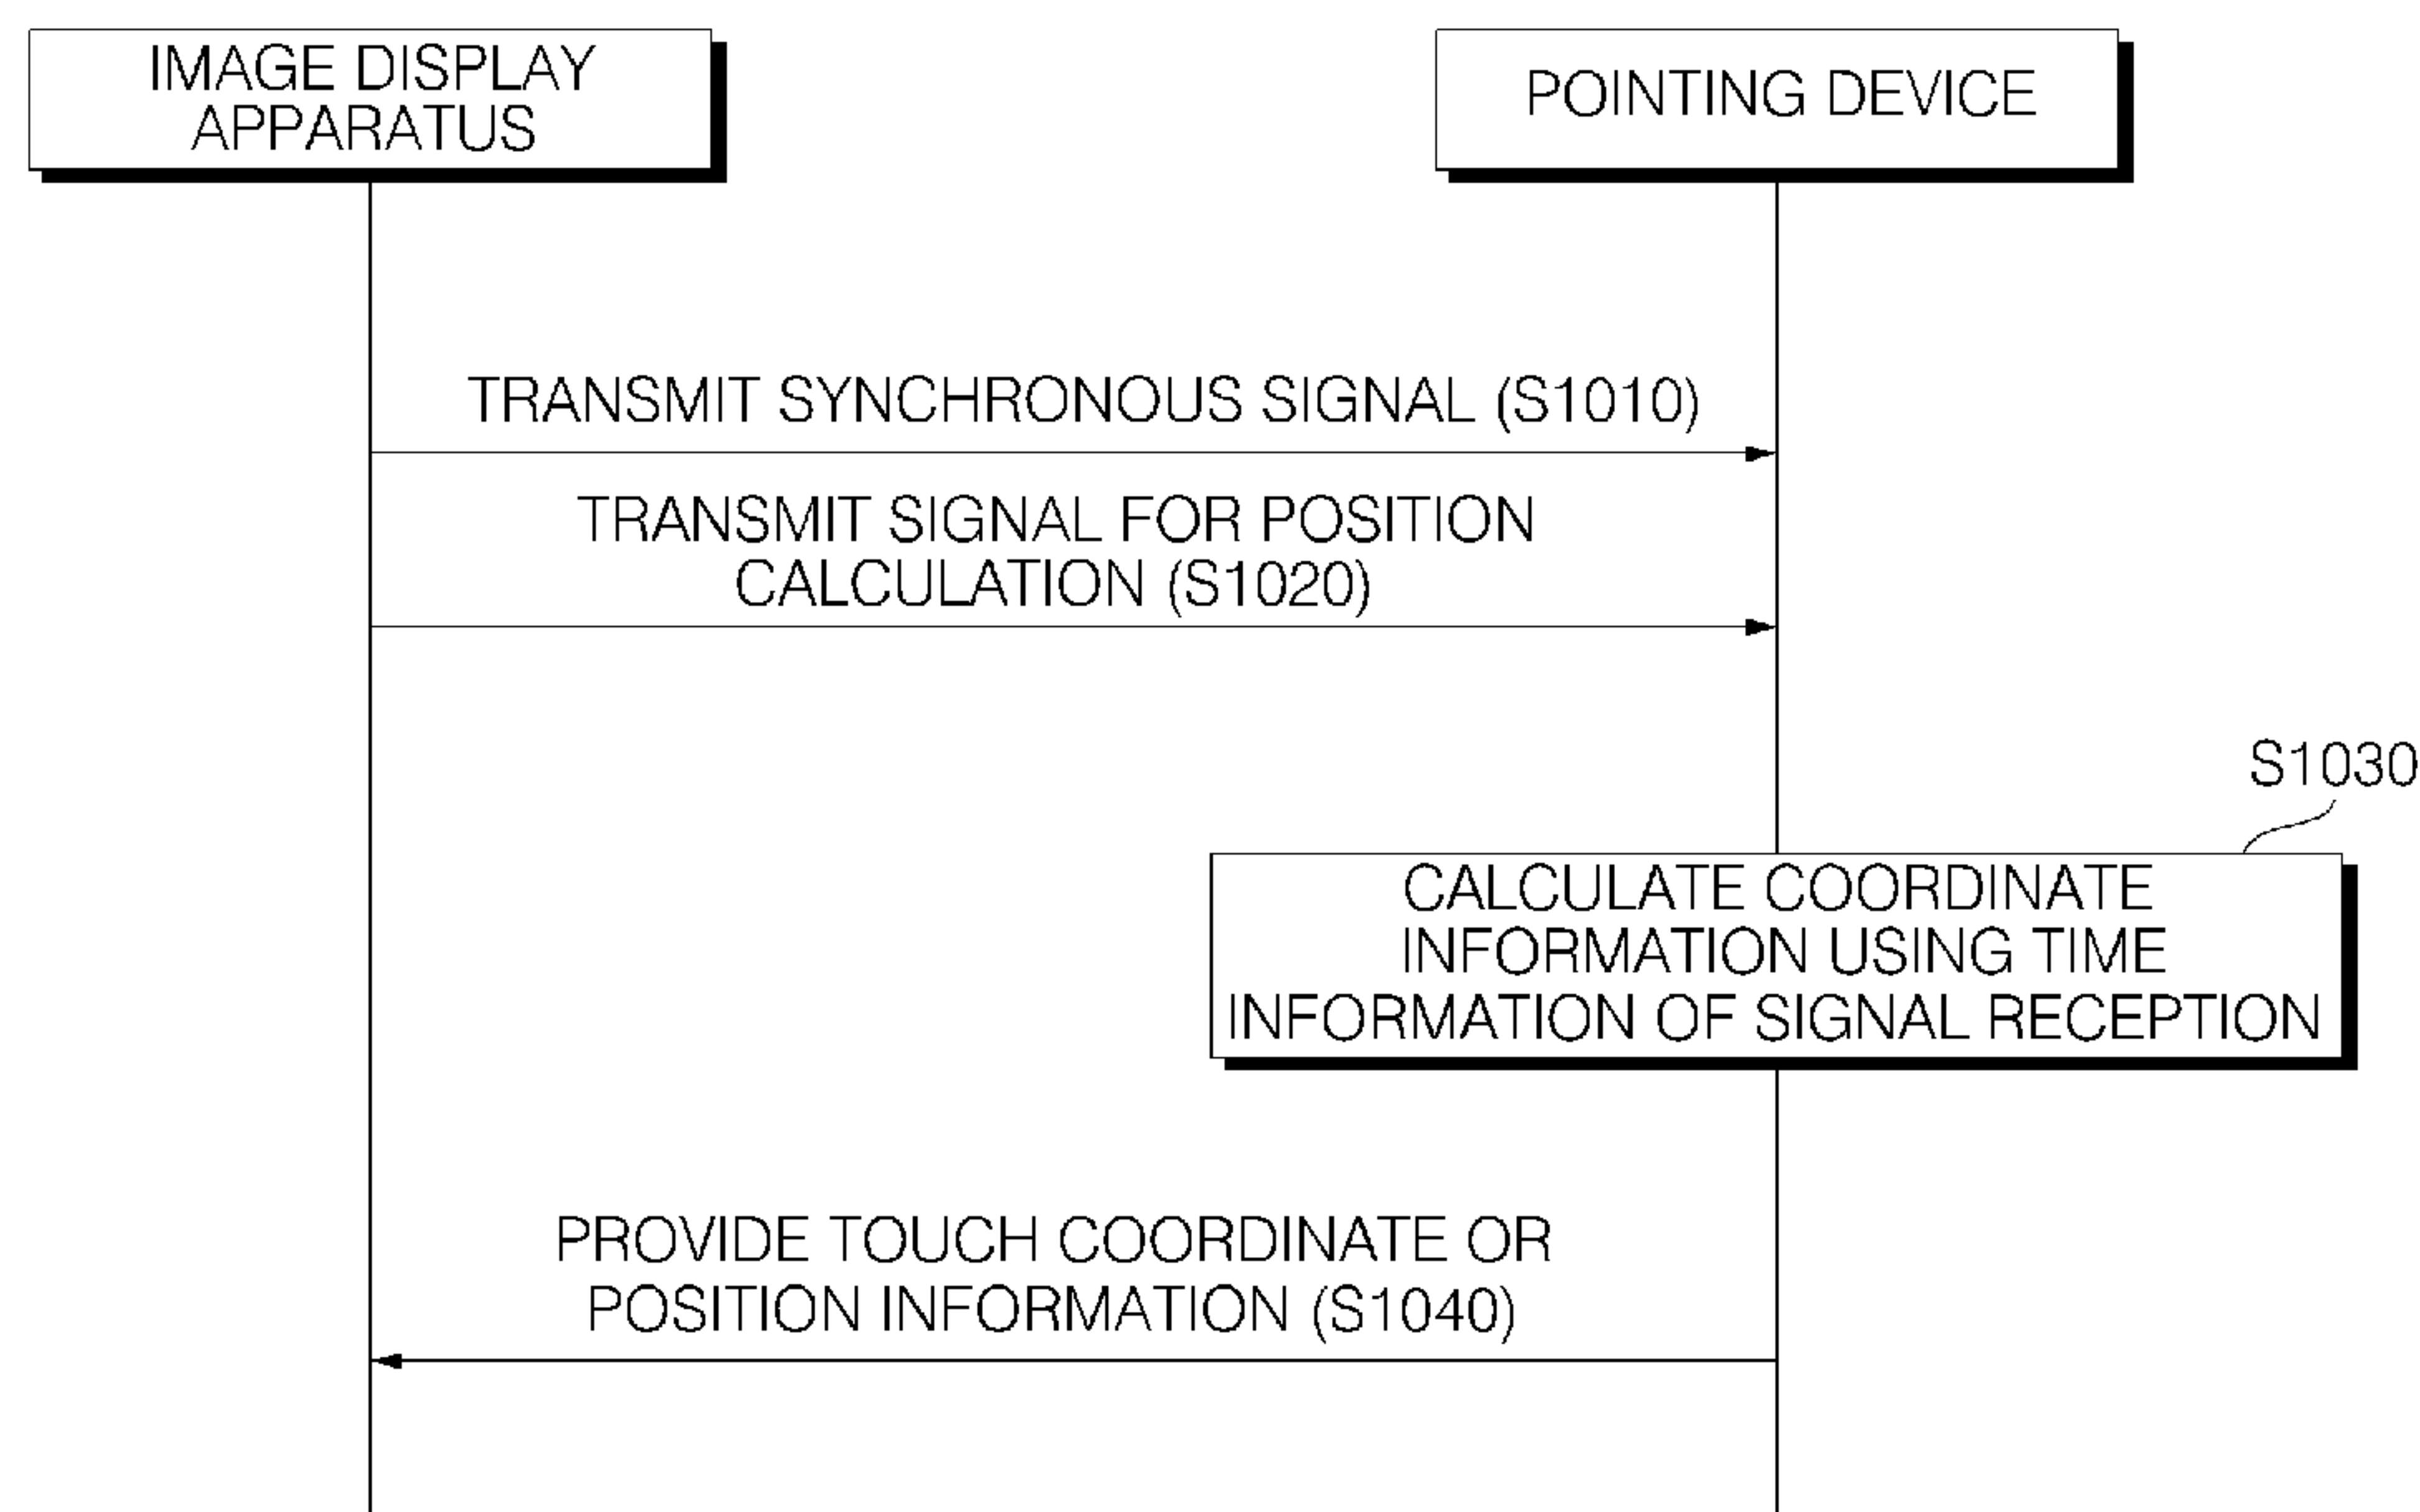 IMAGE DISPLAY
APPARATUS
POINTING DEVICE
TRANSMIT SYNCHRONOUS SIGNAL (S1010)
TRANSMIT SIGNAL FOR POSITION
CALCULATION (S1020)
S1030
CALCULATE COORDINATE
INFORMATION USING TIME
INFORMATION OF SIGNAL RECEPTION
PROVIDE TOUCH COORDINATE OR
POSITION INFORMATION (S1040)